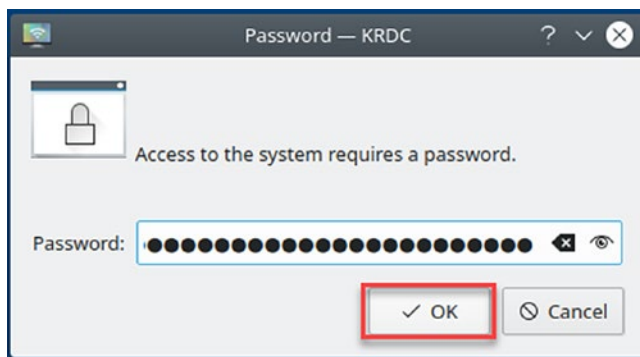 Password — KRDC
Access to the system requires a password.
Password: ●●●●●●●●●●●●●●●●●●●●●●●
OK Cancel